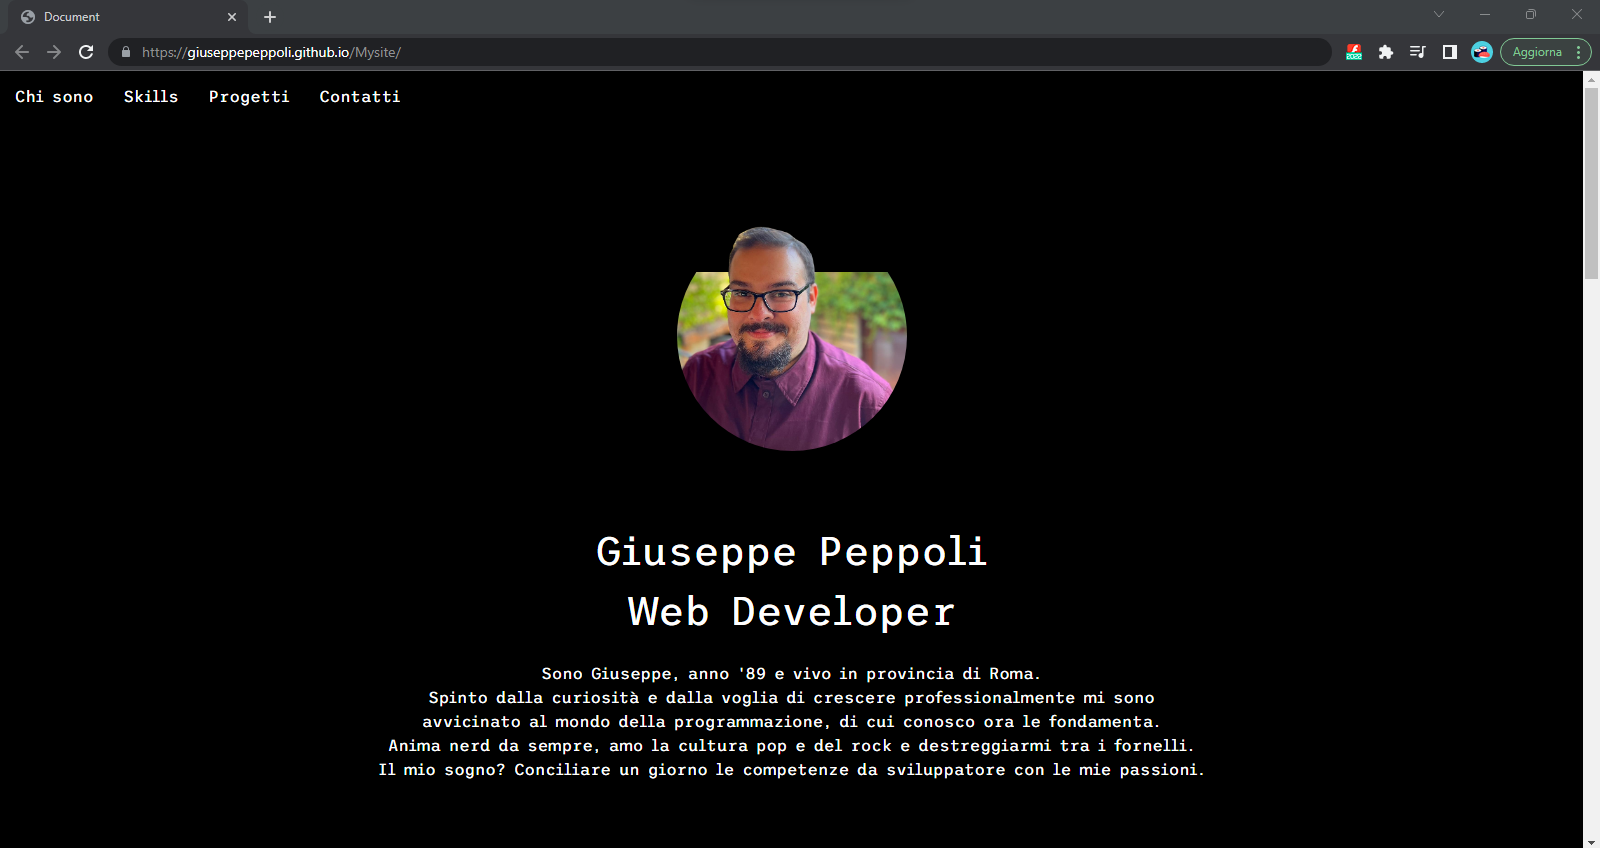 Document
https://giuseppepeppoli.github.io/Mysite/
Aggiorna
Chi sono Skills Progetti Contatti
Giuseppe Peppoli
Web Developer
Sono Giuseppe, anno '89 e vivo in provincia di Roma.
Spinto dalla curiosità e dalla voglia di crescere professionalmente mi sono
avvicinato al mondo della programmazione, di cui conosco ora le fondamenta.
Anima nerd da sempre, amo la cultura pop e del rock e destreggiarmi tra i fornelli.
Il mio sogno? Conciliare un giorno le competenze da sviluppatore con le mie passioni.